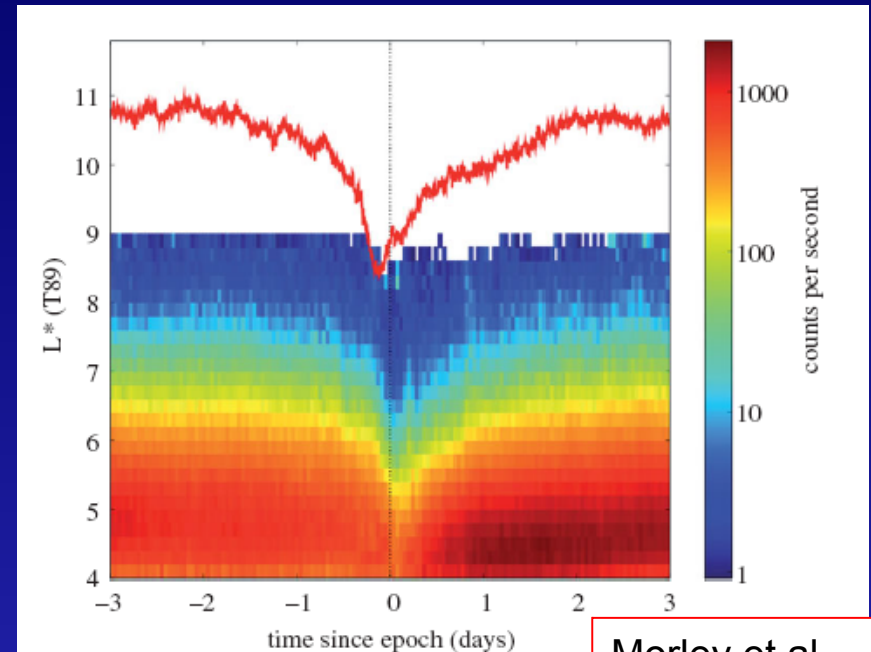 11
10
9
8
7
6
5
4
L* (T89)
−3 −2 −1 0 1 2 3
time since epoch (days)
1000
100
10
1
counts per second
Morley et al